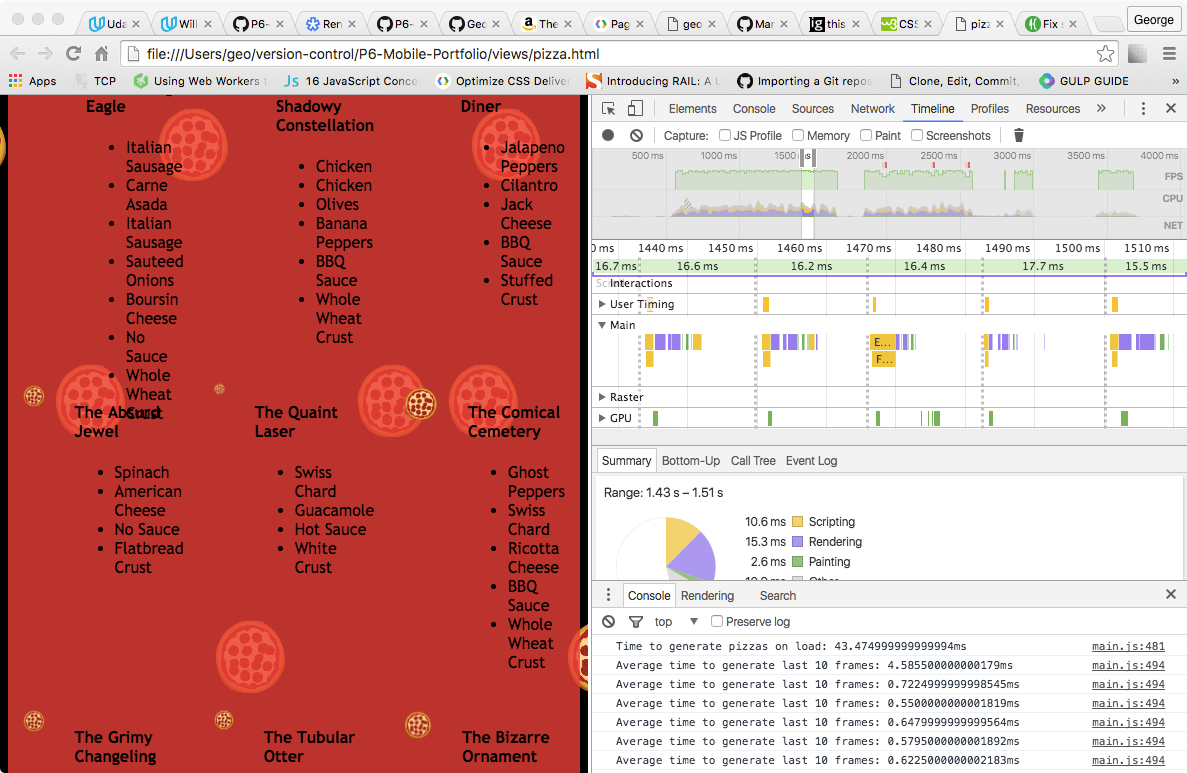 Uda
Will
P6-
Ren
P6-
Geo
The
Pag
geo
Mar
this
CSS
pizz
Fix s
George
file:///Users/geo/version-control/P6-Mobile-Portfolio/views/pizza.html
Apps
TCP
Using Web Workers t
16 JavaScript Conce
Optimize CSS Deliver
Introducing RAIL: A U
Importing a Git repos
Clone, Edit, Commit,
GULP GUIDE
»
Eagle
Italian
Sausage
Carne
Asada
Italian
Sausage
Sauteed
Onions
Boursin
Cheese
No
Sauce
Whole
Wheat
Crust
Shadowy
Constellation
Chicken
Chicken
Olives
Banana
Peppers
BBQ
Sauce
Whole
Wheat
Crust
Diner
Jalapeno
Peppers
Cilantro
Jack
Cheese
BBQ
Sauce
Stuffed
Crust
The Absurd
Jewel
Spinach
American
Cheese
No Sauce
Flatbread
Crust
The Quaint
Laser
Swiss
Chard
Guacamole
Hot Sauce
White
Crust
The Comical
Cemetery
Ghost
Peppers
Swiss
Chard
Ricotta
Cheese
BBQ
Sauce
Whole
Wheat
Crust
The Grimy
Changeling
The Tubular
Otter
The Bizarre
Ornament
Elements Console Sources Network Timeline Profiles Resources »
Capture: JS Profile Memory Paint Screenshots
500 ms 1000 ms 1500 ms 2000 ms 2500 ms 3000 ms 3500 ms 4000 ms
FPS
CPU
NET
0 ms 1440 ms 1450 ms 1460 ms 1470 ms 1480 ms 1490 ms 1500 ms 1510 ms
16.7 ms 16.6 ms 16.2 ms 16.4 ms 17.7 ms 15.5 ms
Interactions
User Timing
Main
E...
F...
Raster
GPU
Summary Bottom-Up Call Tree Event Log
Range: 1.43 s – 1.51 s
10.6 ms Scripting
15.3 ms Rendering
2.6 ms Painting
Other
Console Rendering Search
top Preserve log
Time to generate pizzas on load: 43.474999999999994ms main.js:481
Average time to generate last 10 frames: 4.585500000000179ms main.js:494
Average time to generate last 10 frames: 0.7224999999998545ms main.js:494
Average time to generate last 10 frames: 0.5500000000001819ms main.js:494
Average time to generate last 10 frames: 0.6479999999999564ms main.js:494
Average time to generate last 10 frames: 0.5795000000001892ms main.js:494
Average time to generate last 10 frames: 0.6225000000002183ms main.js:494